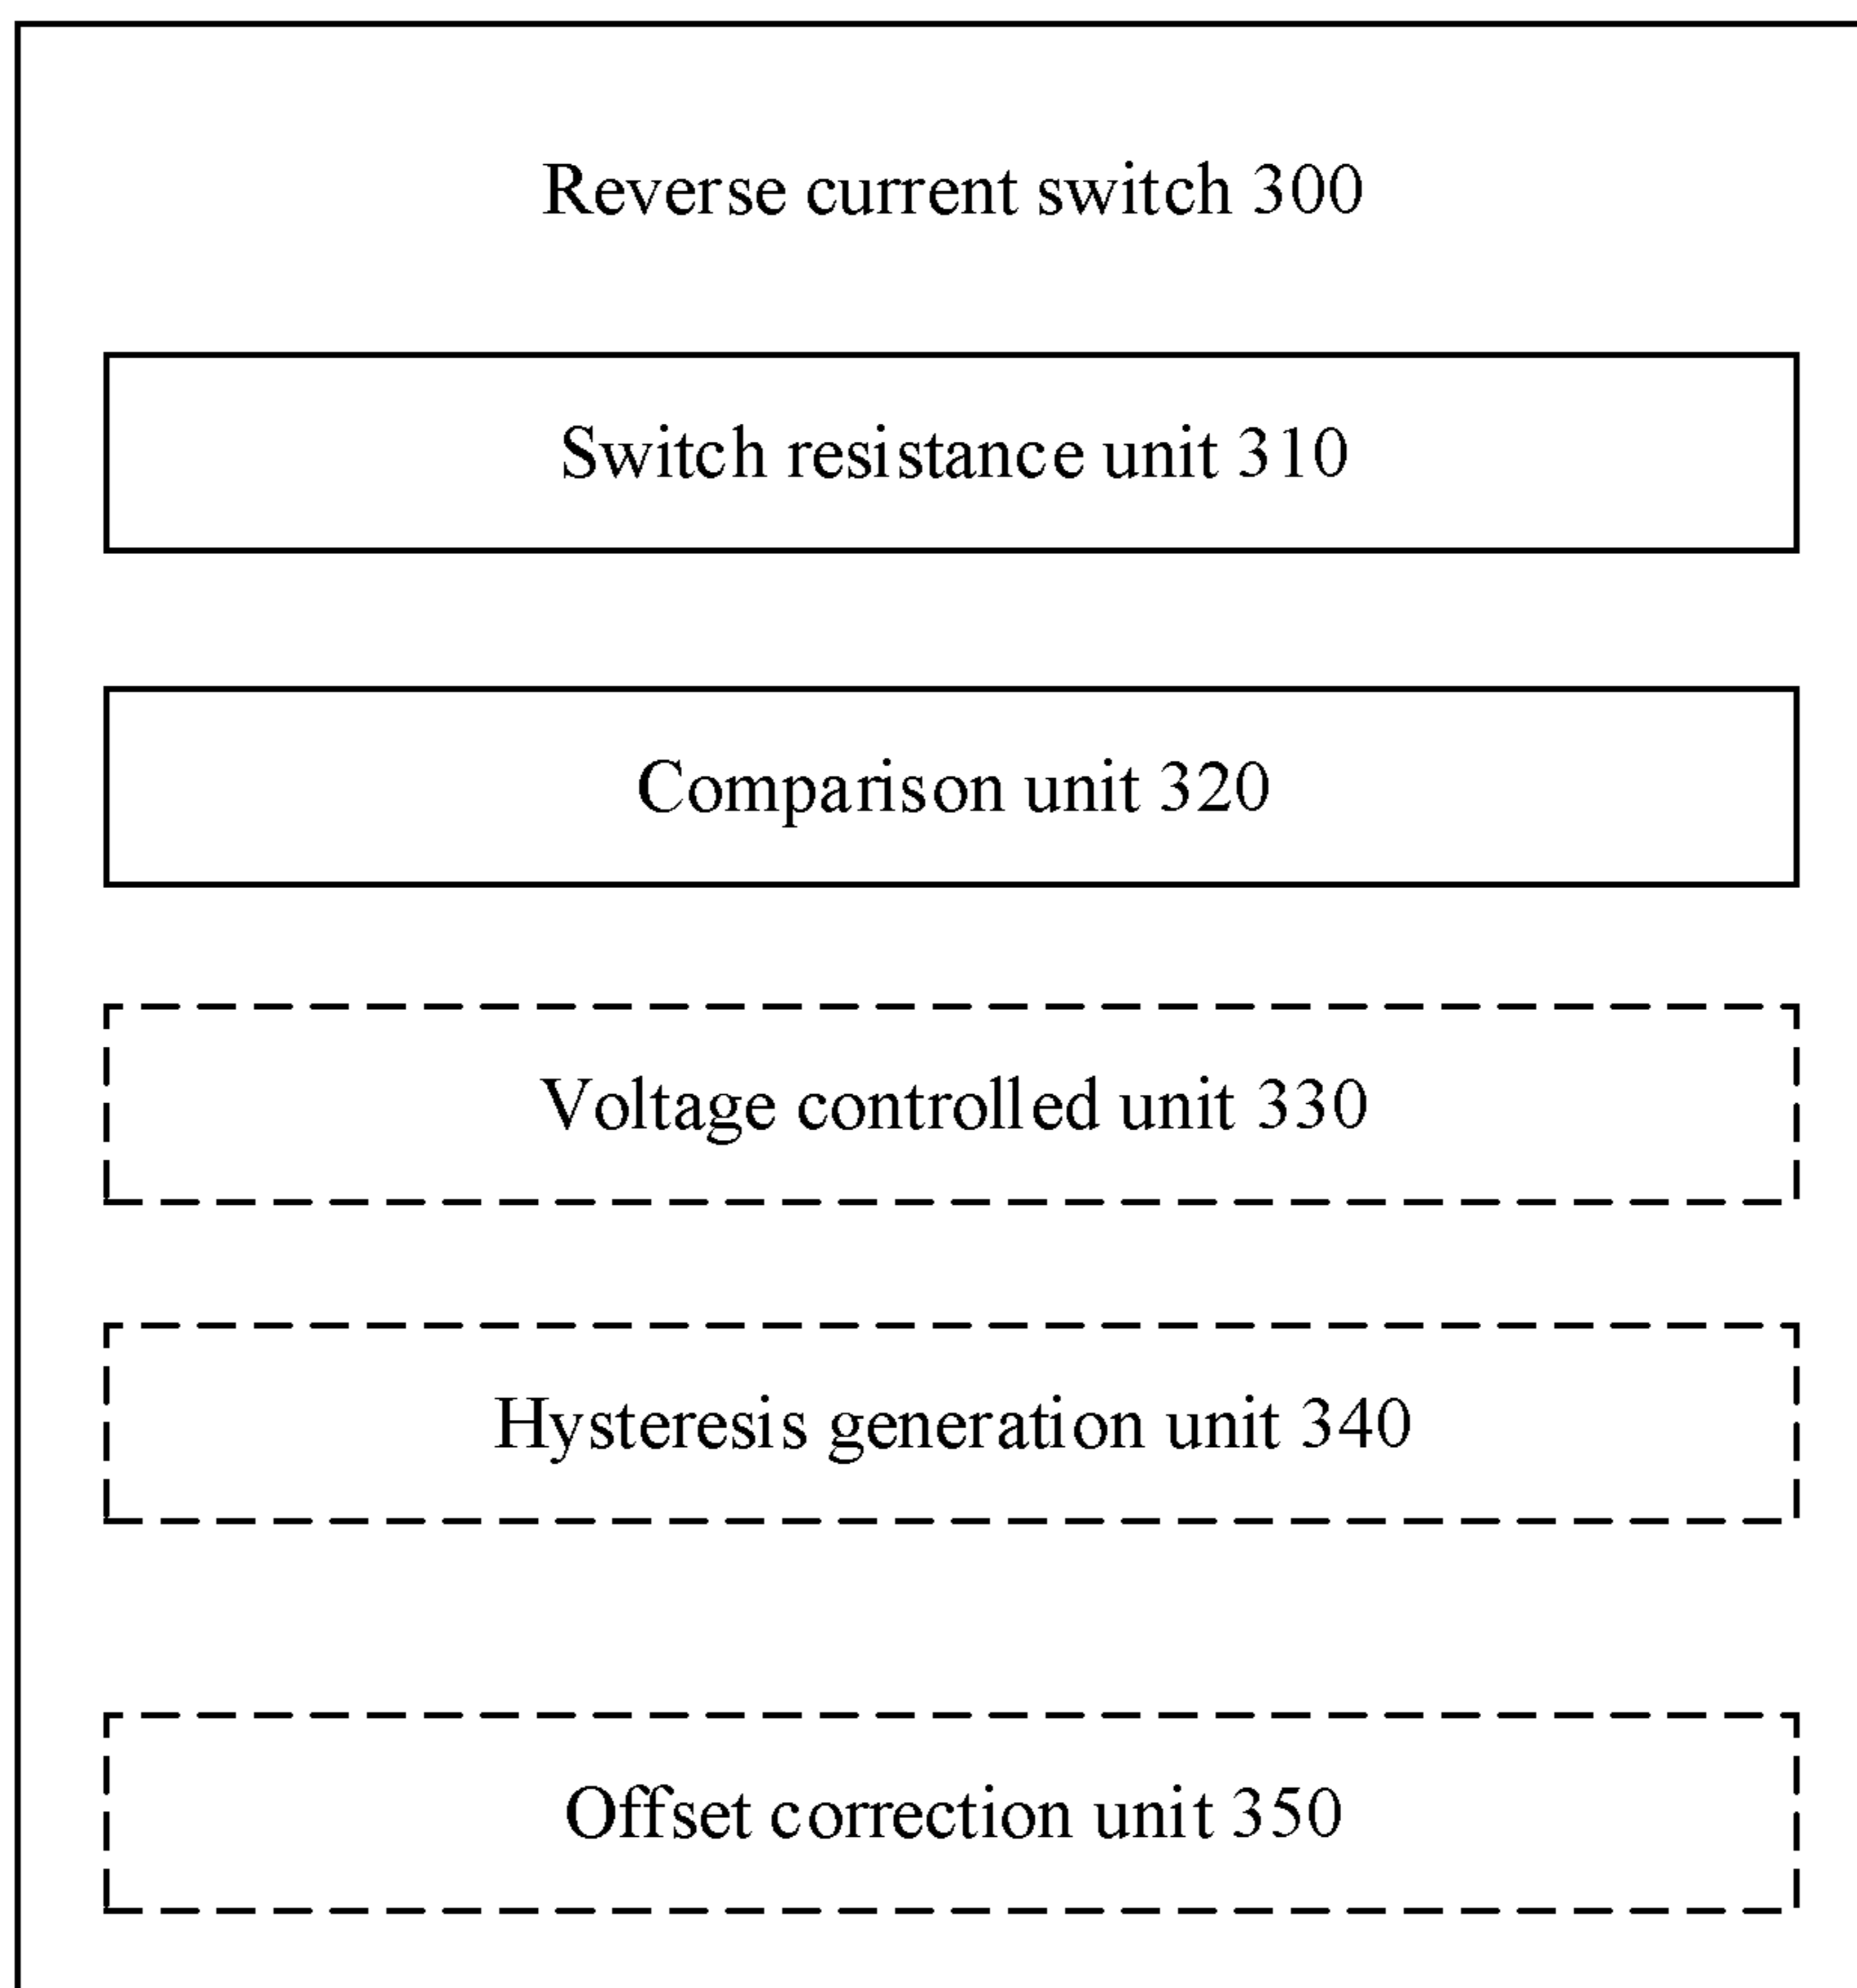 Reverse current switch 300
Switch resistance unit 310
Comparison unit 320
Voltage controlled unit 330
Hysteresis generation unit 340
Offset correction unit 350